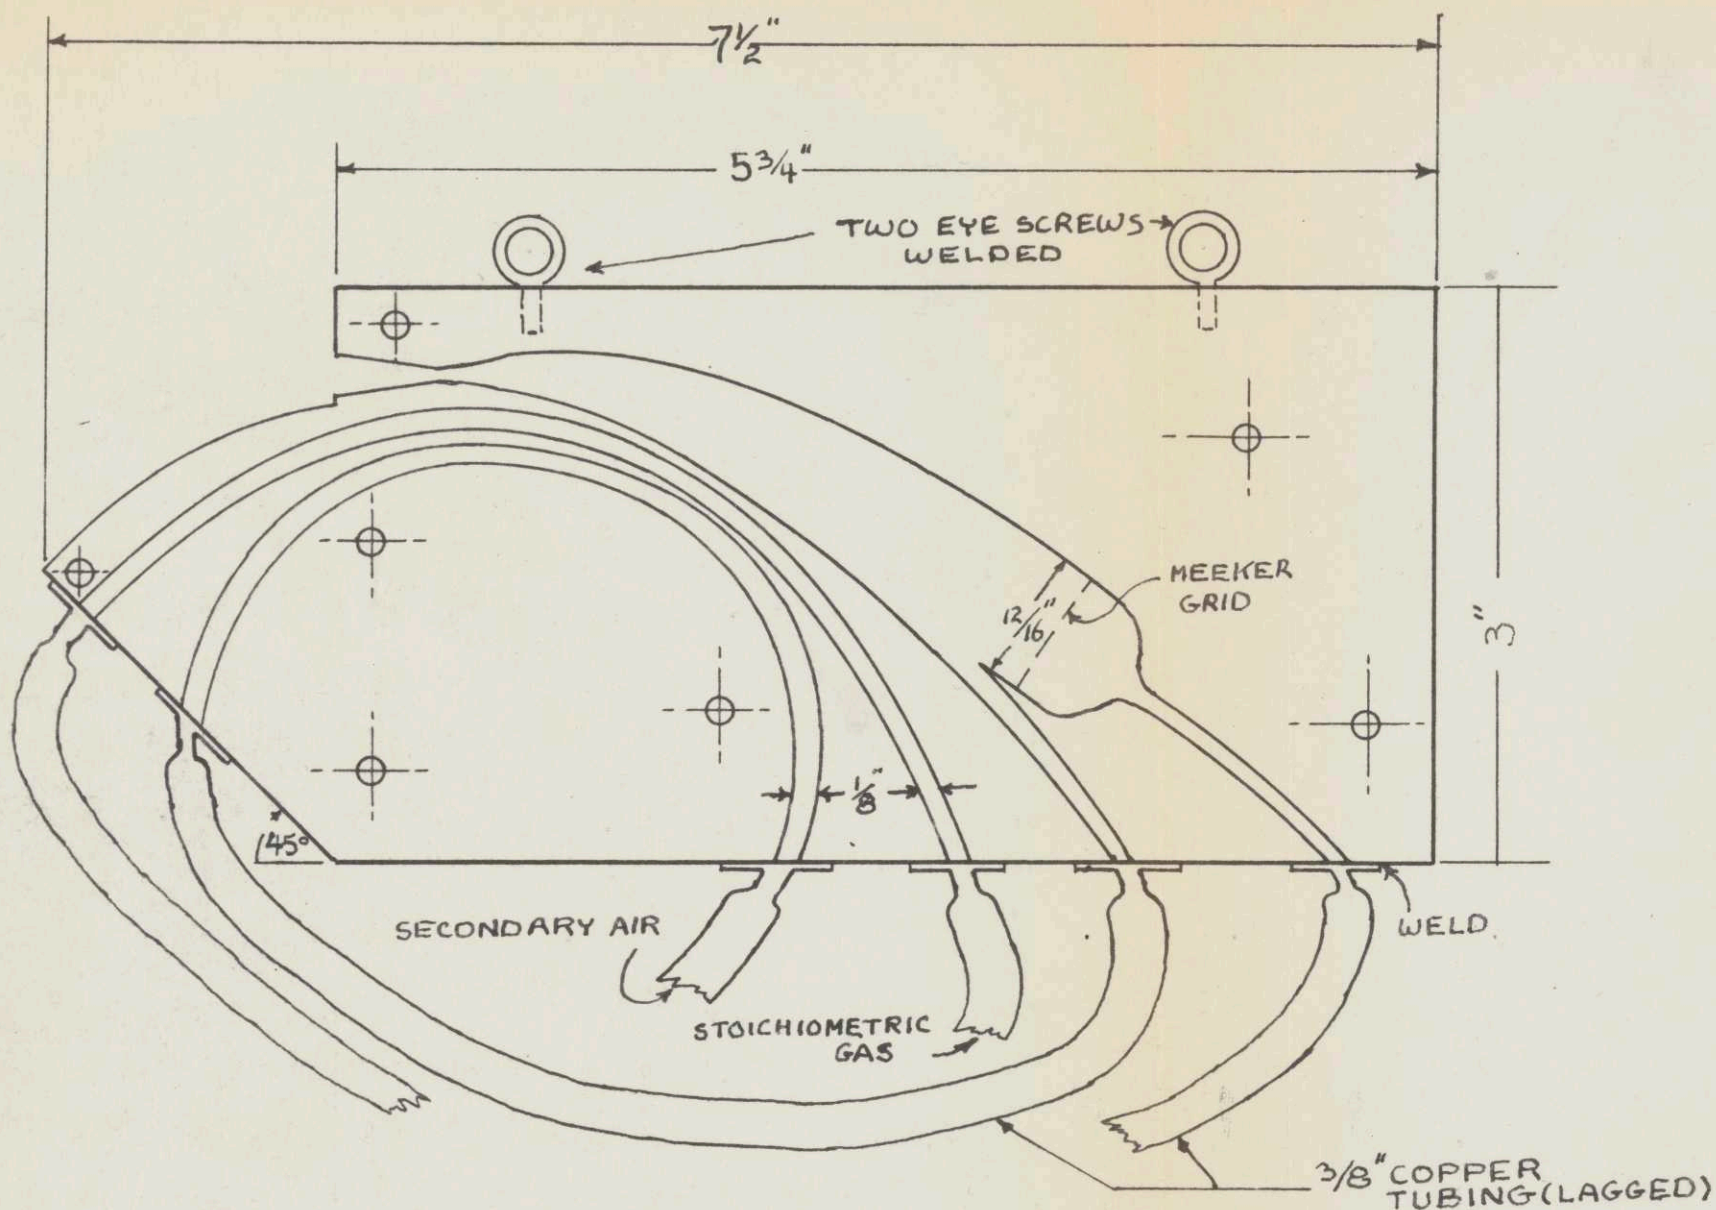 7½"
5¾"
TWO EYE SCREWS
WELDED
MEEKER
GRID
12/16"
3"
1/8"
45°
SECONDARY AIR
WELD.
STOICHIOMETRIC
GAS
3/8" COPPER
TUBING (LAGGED)